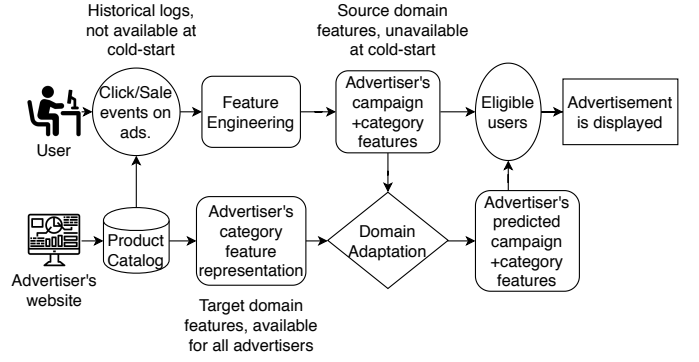 Historical logs,
not available at
cold-start
Source domain
features, unavailable
at cold-start
User
Click/Sale
events on
ads.
Feature
Engineering
Advertiser's
campaign
+category
features
Eligible
users
Advertisement
is displayed
Advertiser's
website
Product
Catalog
Advertiser's
category
feature
representation
Domain
Adaptation
Advertiser's
predicted
campaign
+category
features
Target domain
features, available
for all advertisers